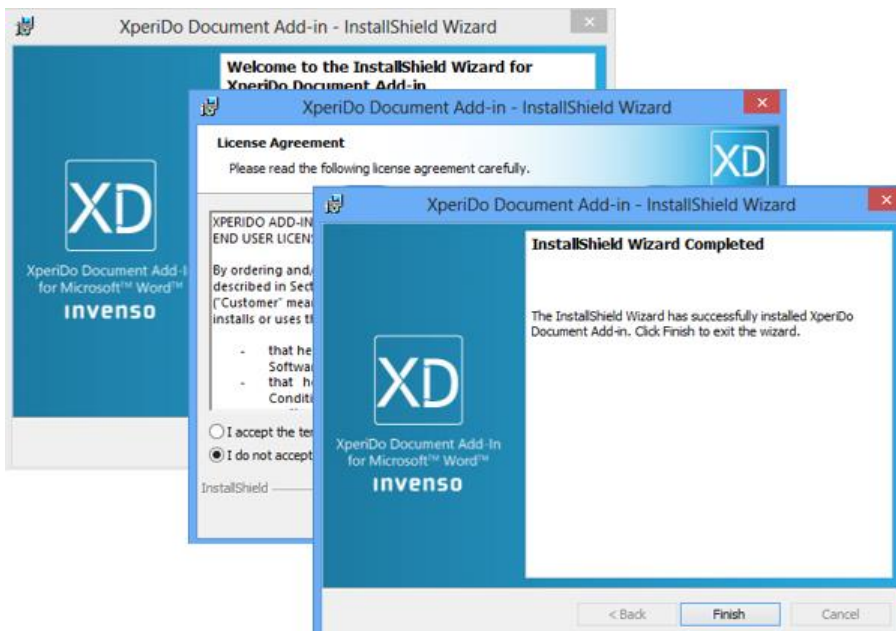 XperiDo Document Add-in - InstallShield Wizard
Welcome to the InstallShield Wizard for
XperiDo Document Add-in
XD
XperiDo Document Add-I
for Microsoft™ Word™
invenso
XperiDo Document Add-in - InstallShield Wizard
License Agreement
Please read the following license agreement carefully.
XD
XPERIDO ADD-IN
END USER LICENS
By ordering and/
described in Sect
("Customer" mean
installs or uses th
- that he
Softwar
- that he
Conditi
I accept the ter
I do not accept
InstallShield
XperiDo Document Add-in - InstallShield Wizard
InstallShield Wizard Completed
The InstallShield Wizard has successfully installed XperiDo
Document Add-in. Click Finish to exit the wizard.
XD
XperiDo Document Add-In
for Microsoft™ Word™
invenso
< Back Finish Cancel